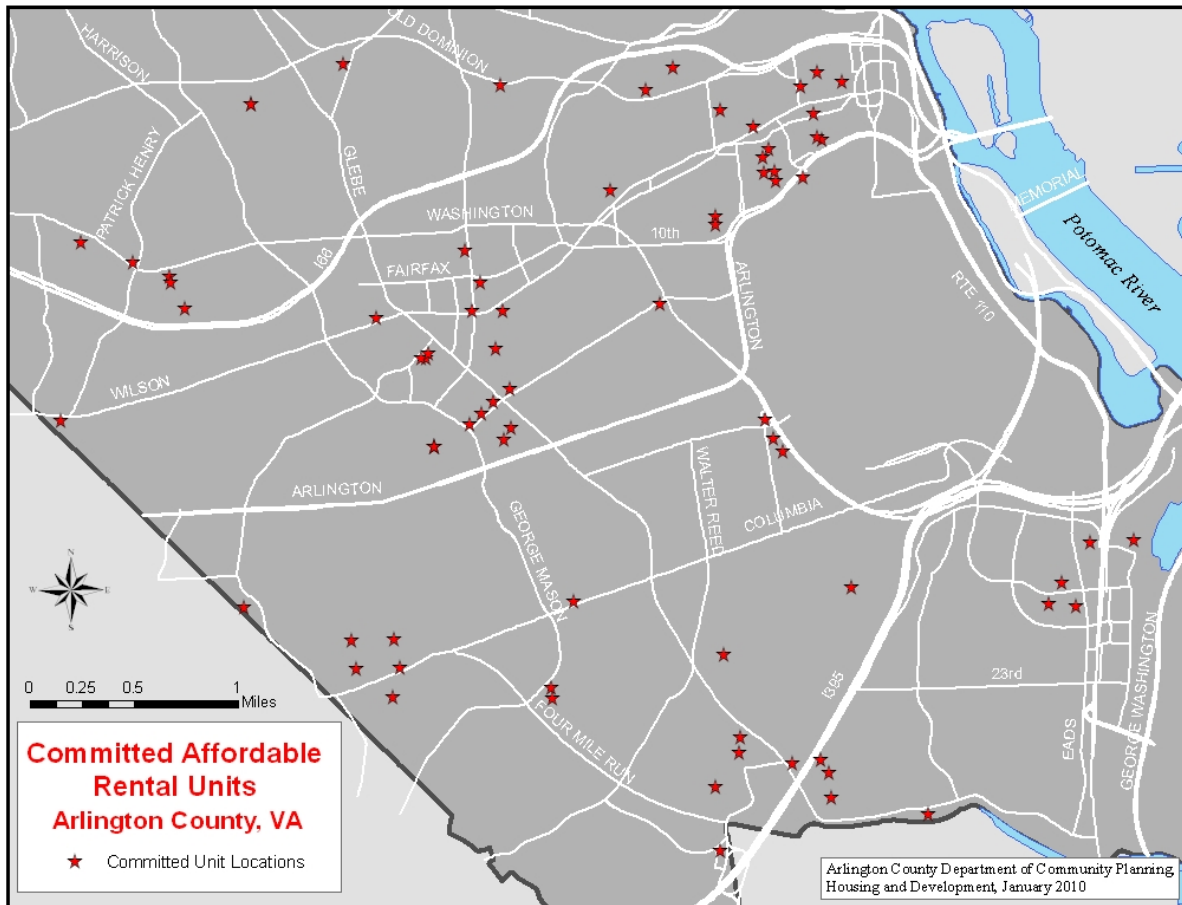 HARRISON
OLD DOMINION
PATRICK HENRY
GLEBE
WASHINGTON
I66
10th
FAIRFAX
MEMORIAL
Potomac River
ARLINGTON
RTE 110
WILSON
ARLINGTON
WALTER REED
COLUMBIA
GEORGE MASON
N
W E
S
I395
23rd
GEORGE WASHINGTON
EADS
FOUR MILE RUN
0 0.25 0.5 1
Miles
Committed Affordable
Rental Units
Arlington County, VA
Committed Unit Locations
Arlington County Department of Community Planning,
Housing and Development, January 2010